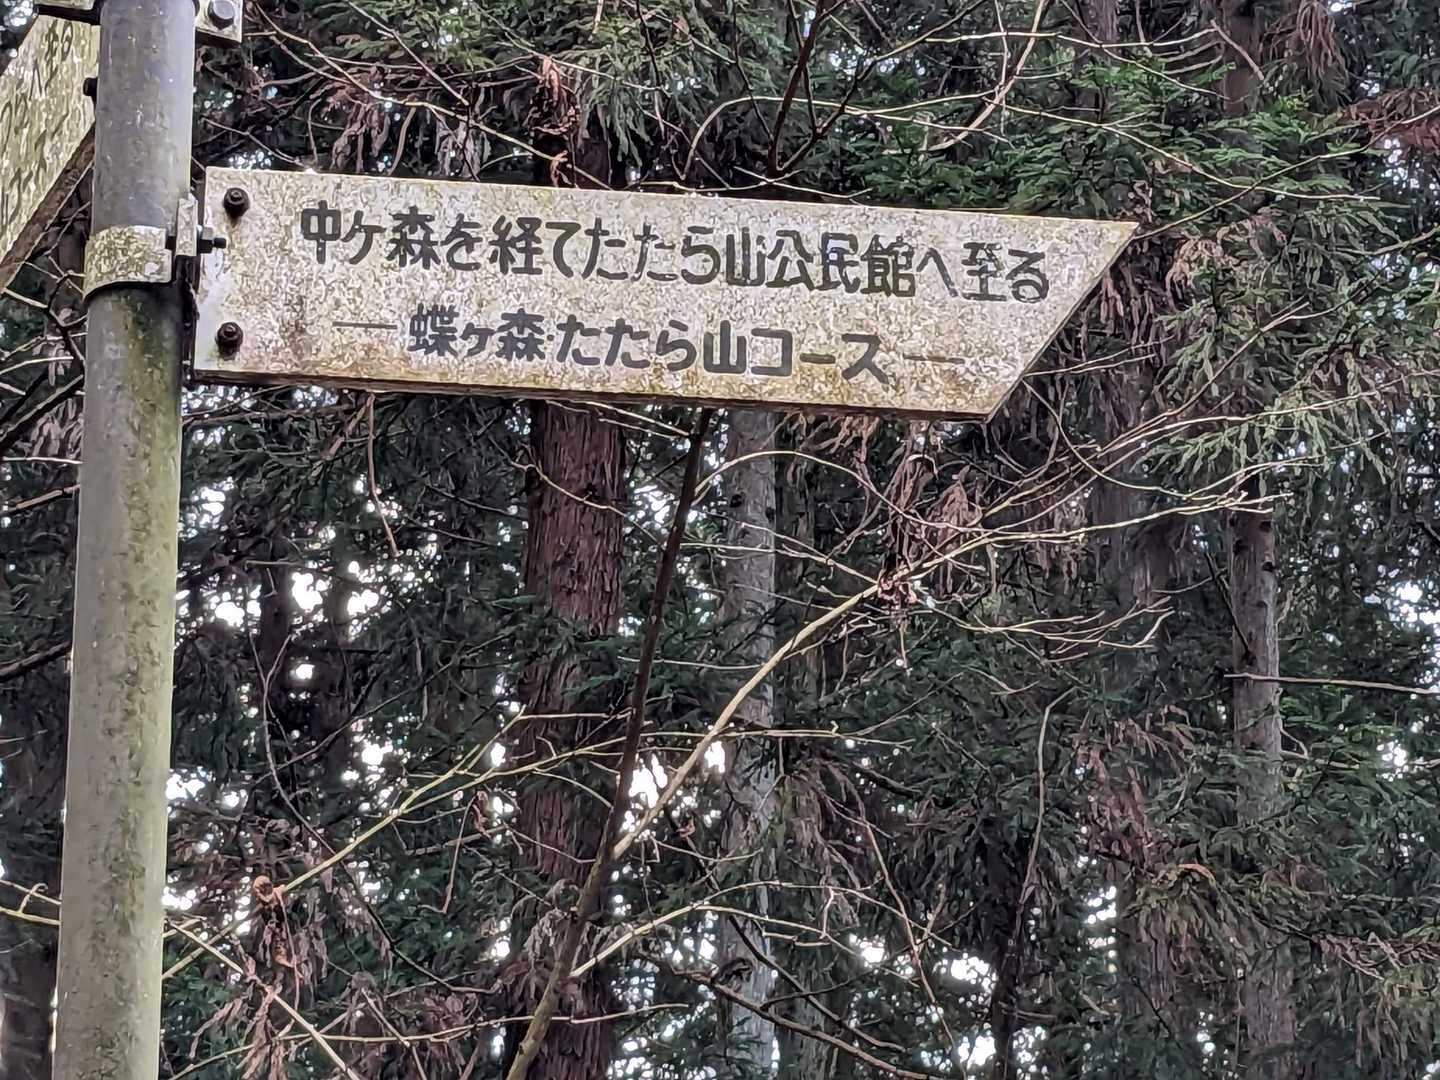 中ケ森を経てたたら山公民館へ至る
― 蝶ヶ森・たたら山コース ―